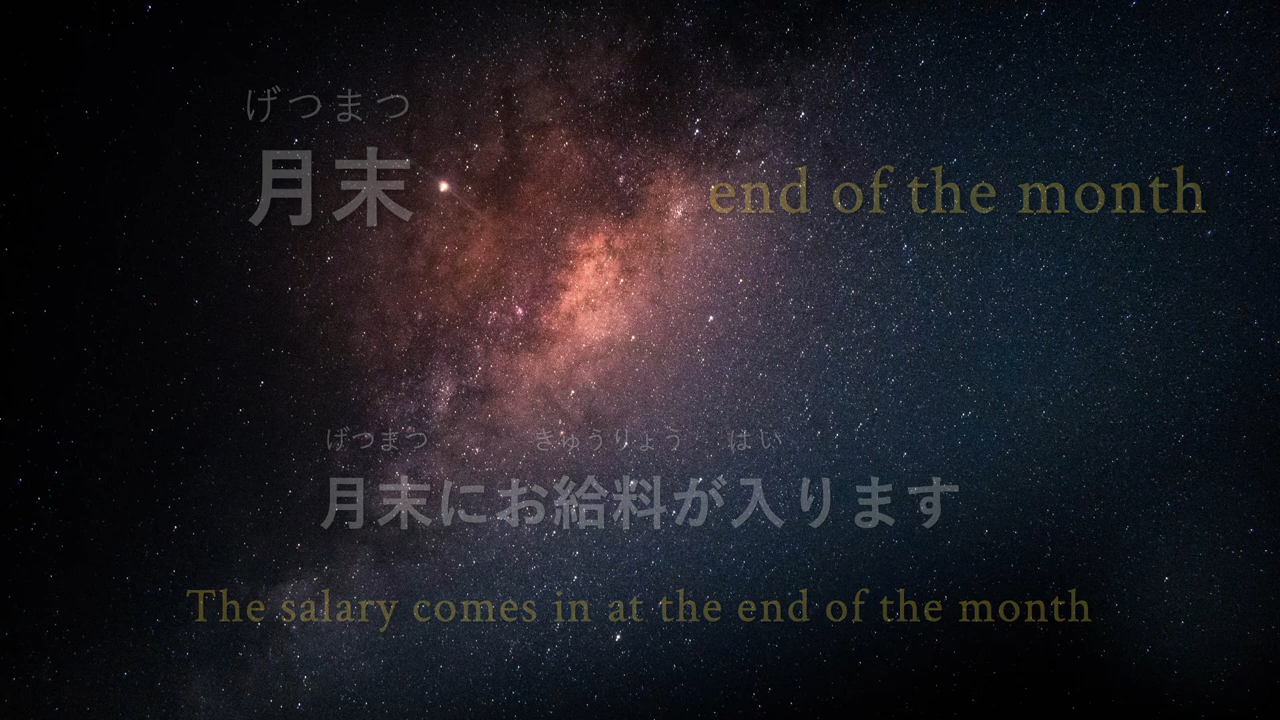 げつまつ
月末 end of the month
げつまつ きゅうりょう はい
月末にお給料が入ります
The salary comes in at the end of the month